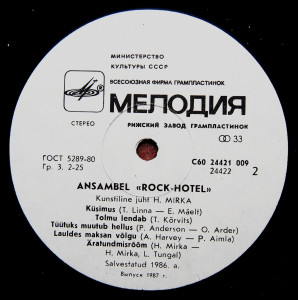 МИНИСТЕРСТВО
КУЛЬТУРЫ СССР
ВСЕСОЮЗНАЯ ФИРМА ГРАМПЛАСТИНОК
МЕЛОДИЯ
СТЕРЕО
РИЖСКИЙ ЗАВОД ГРАМПЛАСТИНОК
33
ГОСТ 5289-80
Гр. 3. 2-25
С60 24421 009
24422 2
ANSAMBEL «ROCK-HOTEL»
Kunstiline juht H. MIRKA
Küsimus (T. Linna — E. Mäelt)
Tolmu lendab (T. Linna)
Tüütuks muutub hellus (P. Anderson — O. Arder)
Lauldes maksan võlgu (A. Harvey — P. Aimla)
Äratundmisrõõm (H. Mirka —
H. Mirka, L. Tungal)
Salvestatud 1986. a.
Выпуск 1987 г.